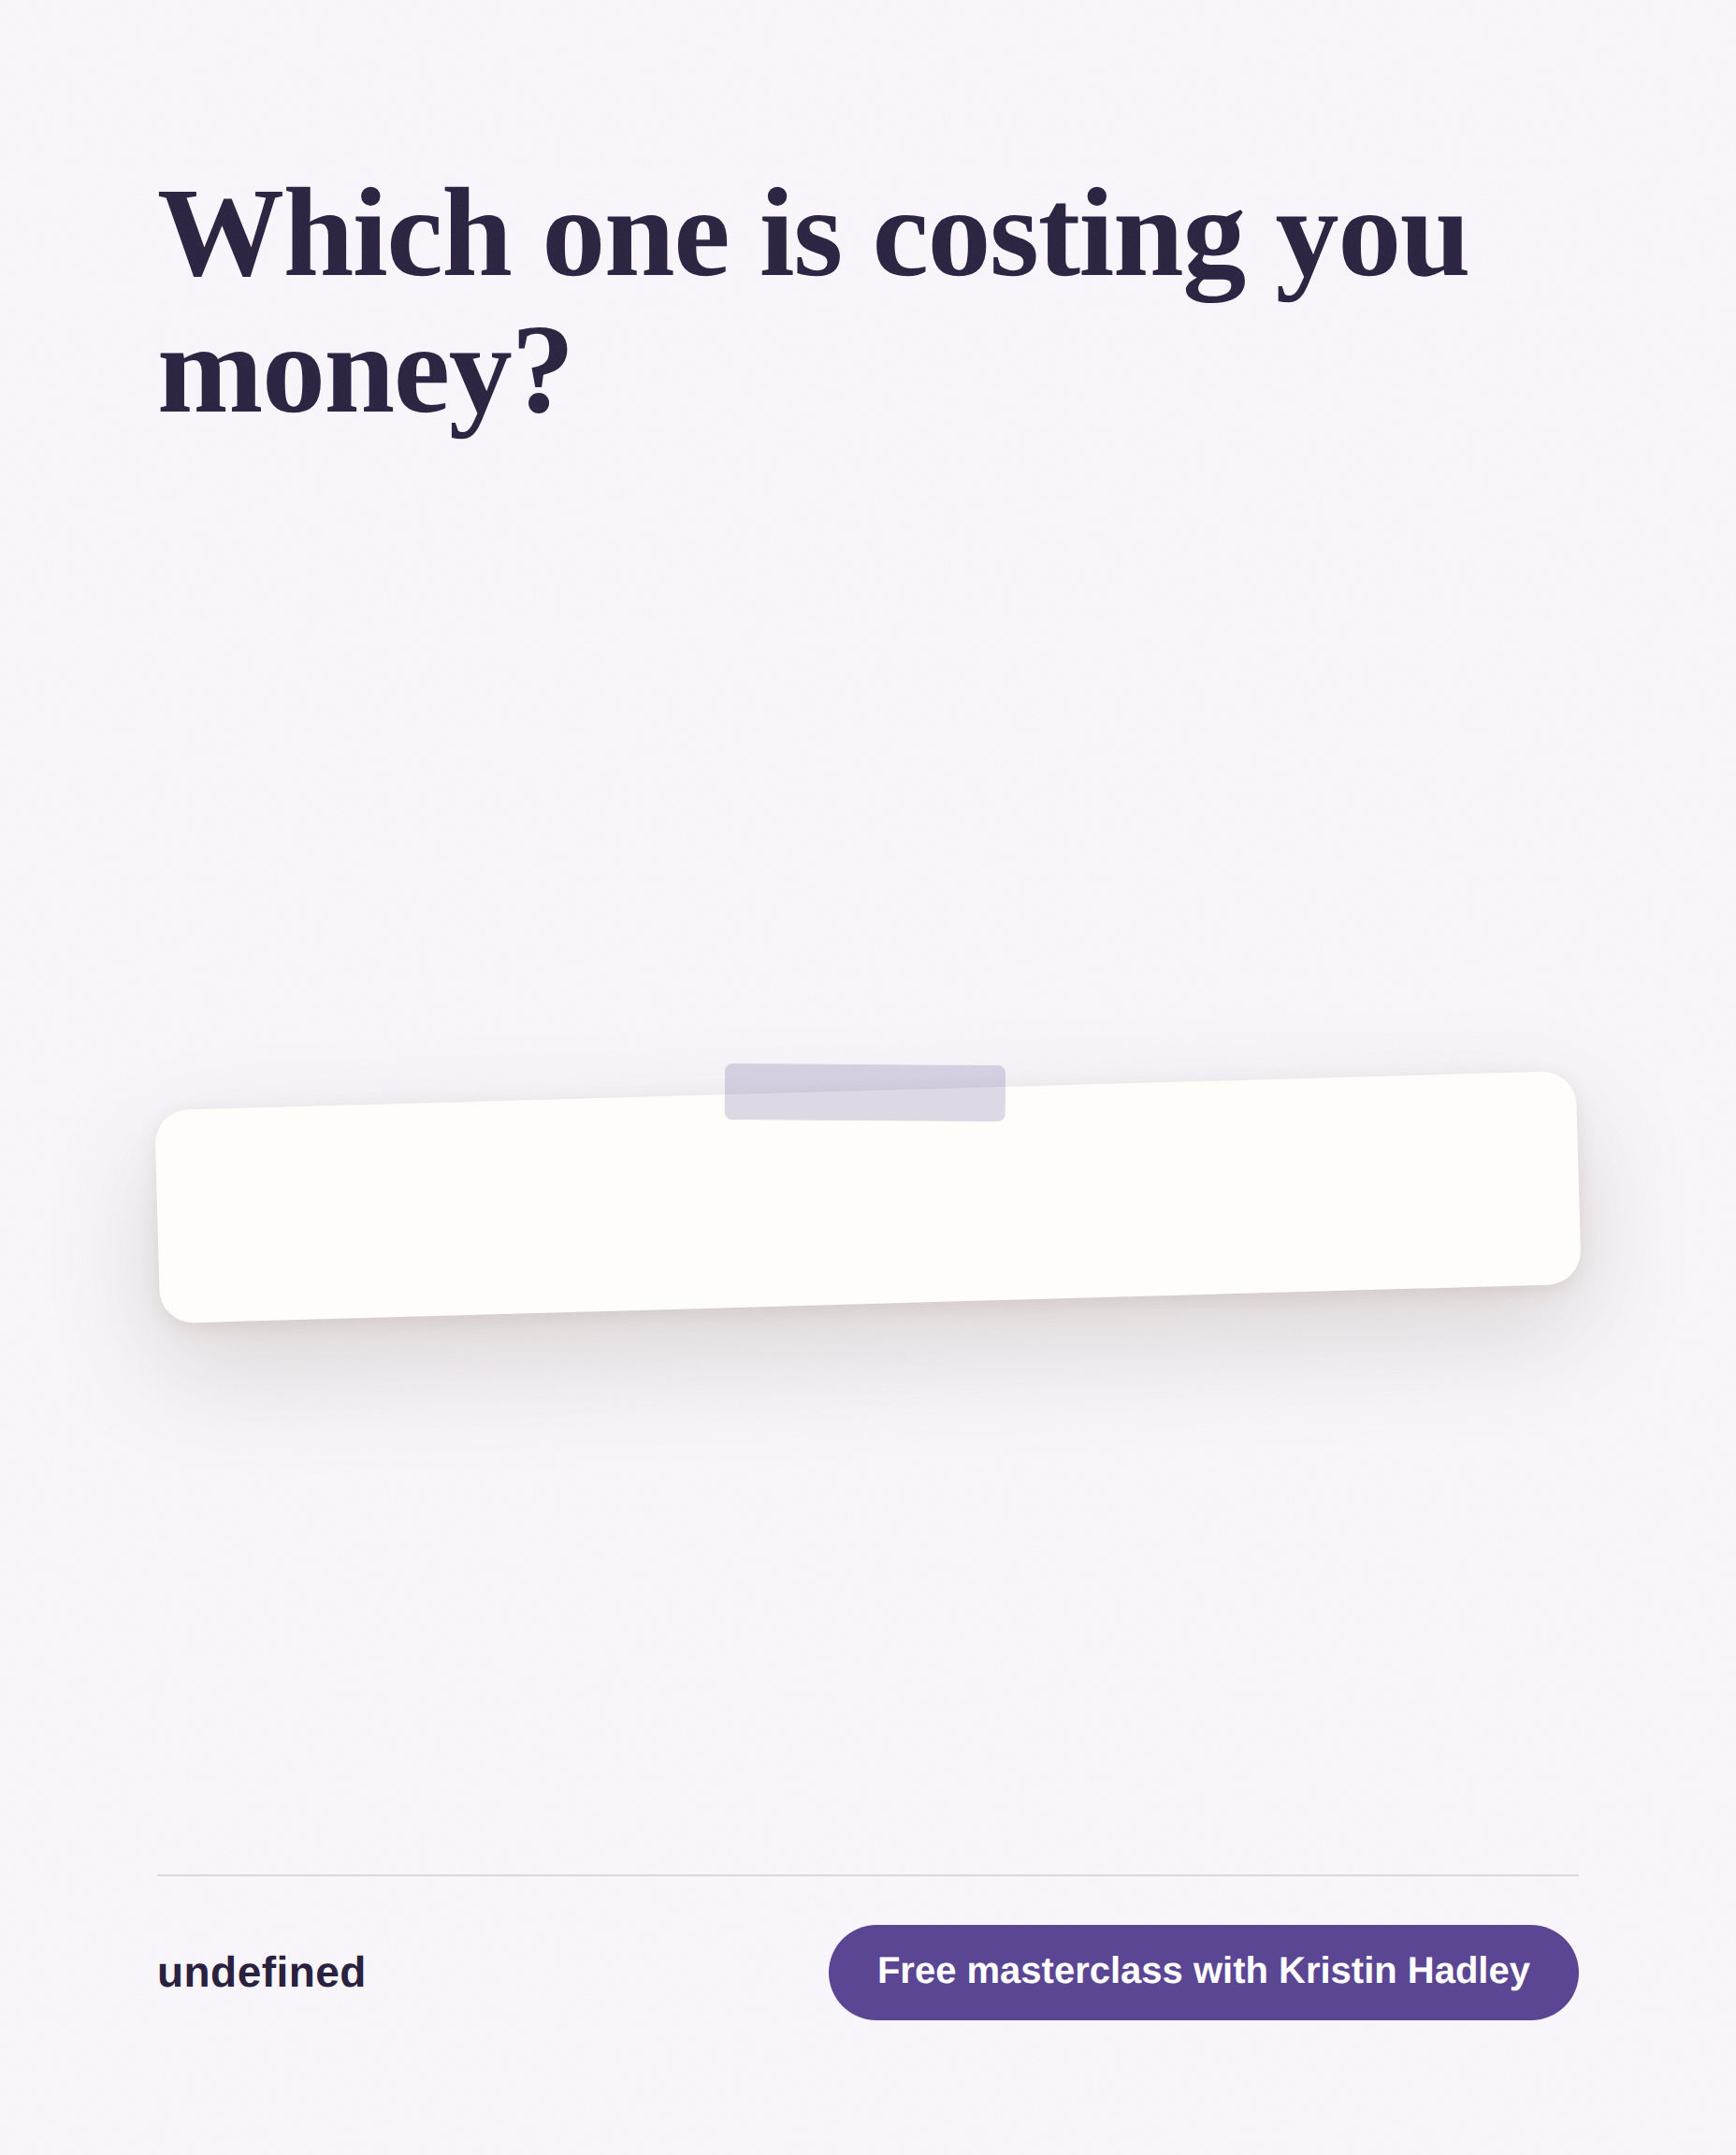 Which one is costing you
money?
undefined
Free masterclass with Kristin Hadley